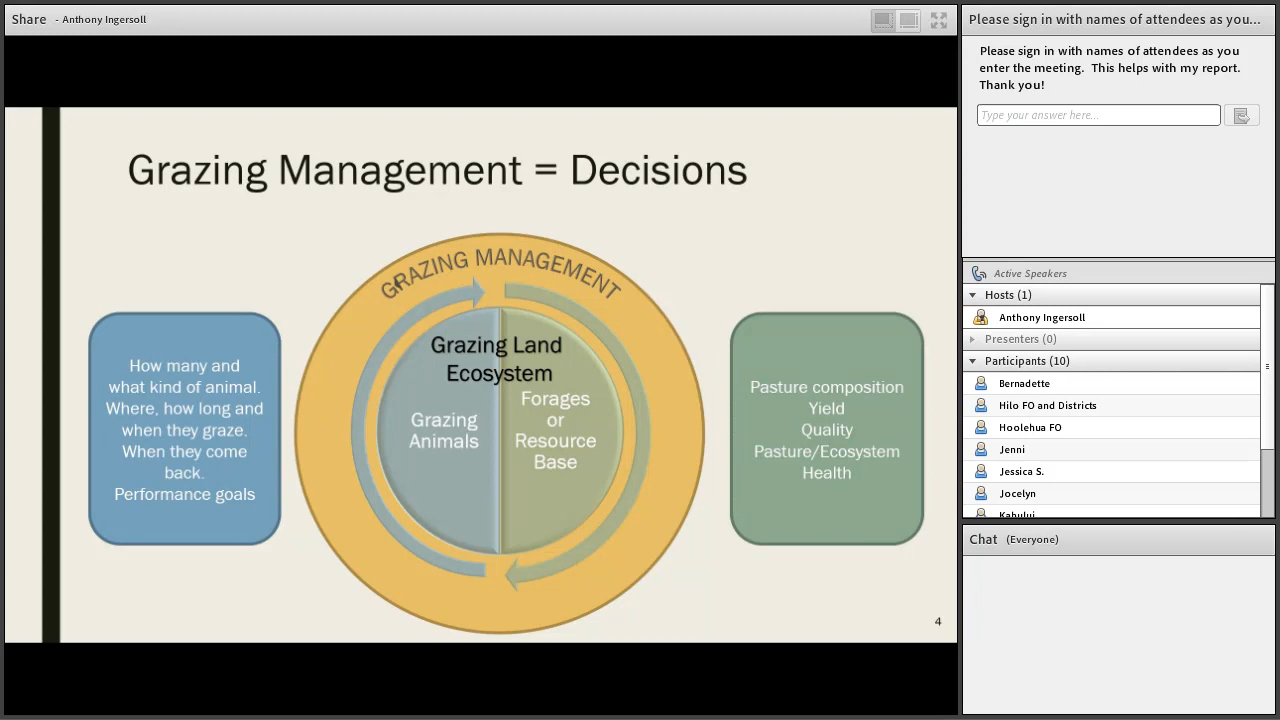 Share - Anthony Ingersoll
Grazing Management = Decisions
GRAZING MANAGEMENT
How many and
what kind of animal.
Where, how long and
when they graze.
When they come
back.
Performance goals
Grazing Land
Ecosystem
Grazing
Animals
Forages
or
Resource
Base
Pasture composition
Yield
Quality
Pasture/Ecosystem
Health
4
Please sign in with names of attendees as you...
Please sign in with names of attendees as you
enter the meeting.  This helps with my report.
Thank you!
Type your answer here...
Active Speakers
Hosts (1)
Anthony Ingersoll
Presenters (0)
Participants (10)
Bernadette
Hilo FO and Districts
Hoolehua FO
Jenni
Jessica S.
Jocelyn
Kahului
Chat (Everyone)